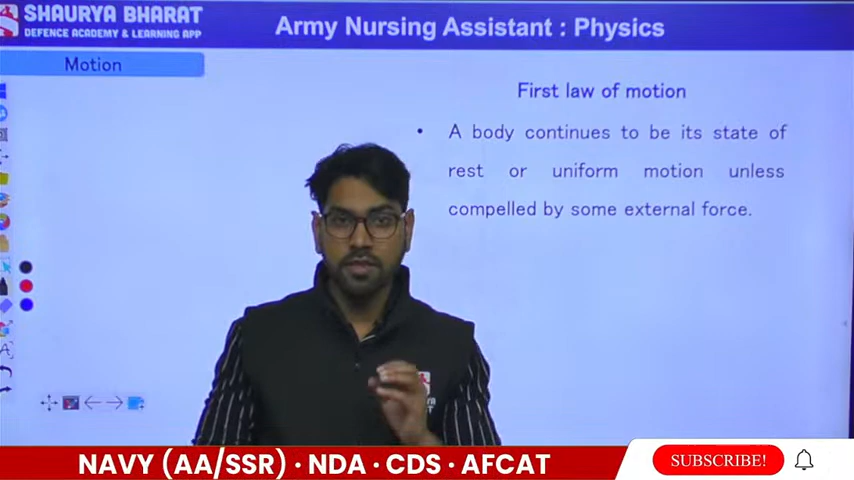 SHAURYA BHARAT
DEFENCE ACADEMY & LEARNING APP
Army Nursing Assistant : Physics
Motion
First law of motion
• A body continues to be its state of
rest or uniform motion unless
compelled by some external force.
NAVY (AA/SSR) · NDA · CDS · AFCAT
SUBSCRIBE!